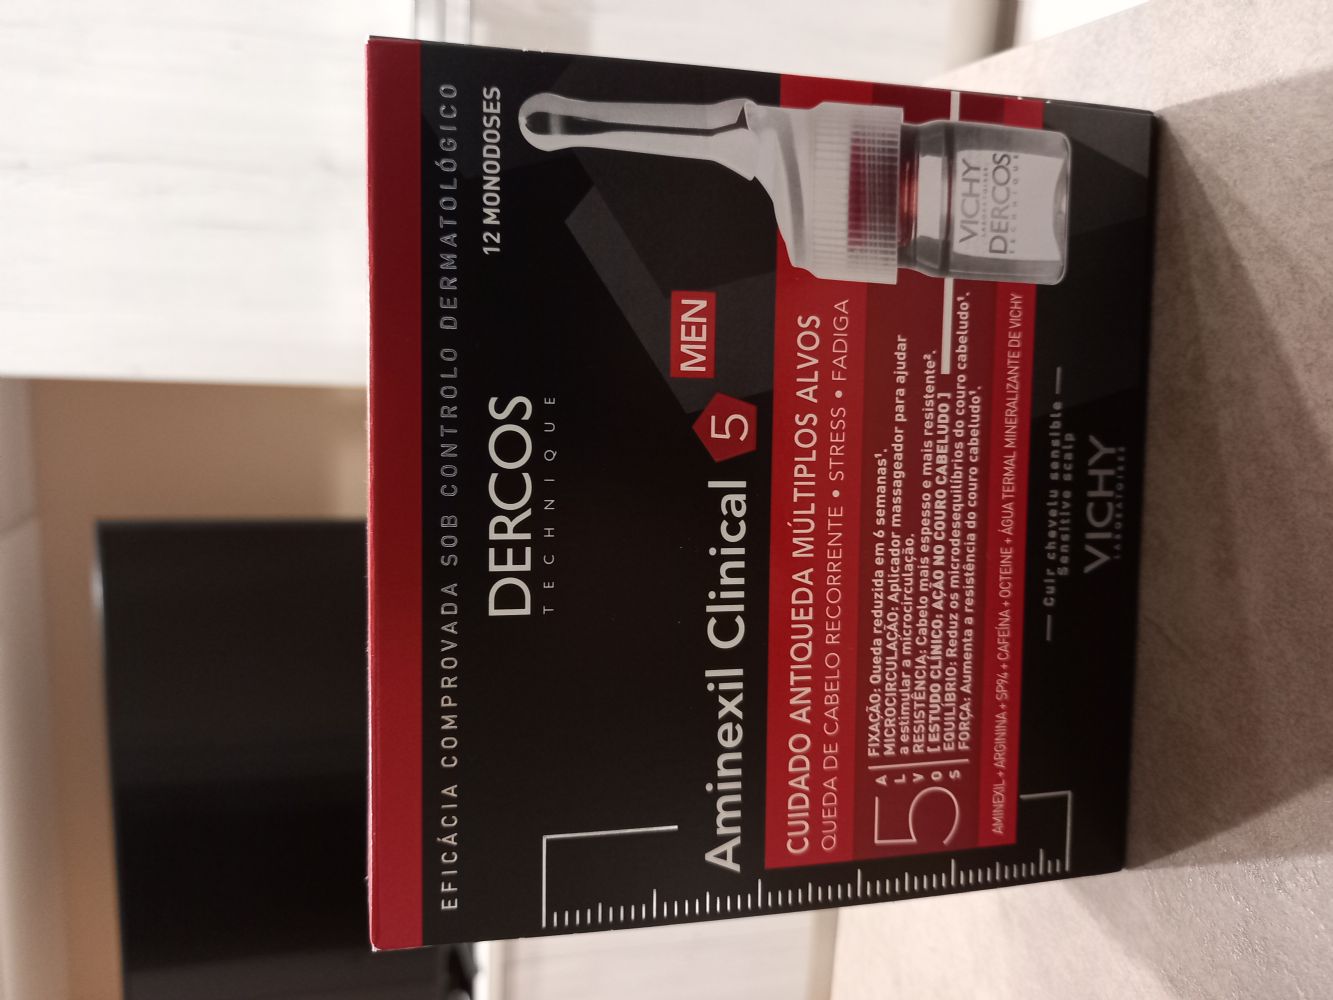 EFICÁCIA COMPROVADA SOB CONTROLO DERMATOLÓGICO
DERCOS
TECHNIQUE
12 MONODOSES
Aminexil Clinical 5 MEN
CUIDADO ANTIQUEDA MÚLTIPLOS ALVOS
QUEDA DE CABELO RECORRENTE • STRESS • FADIGA
5 ALVOS
FIXAÇÃO: Queda reduzida em 6 semanas¹.
MICROCIRCULAÇÃO: Aplicador massageador para ajudar
a estimular a microcirculação.
RESISTÊNCIA: Cabelo mais espesso e mais resistente².
[ ESTUDO CLÍNICO: AÇÃO NO COURO CABELUDO ]
EQUILÍBRIO: Reduz os microdesequilíbrios do couro cabeludo¹.
FORÇA: Aumenta a resistência do couro cabeludo¹.
AMINEXIL + ARGININA + SP94 + CAFEÍNA + OCTEINE + ÁGUA TERMAL MINERALIZANTE DE VICHY
VICHY
LABORATOIRES
DERCOS
TECHNIQUE
— Cuir chevelu sensible —
Sensitive scalp
VICHY
LABORATOIRES